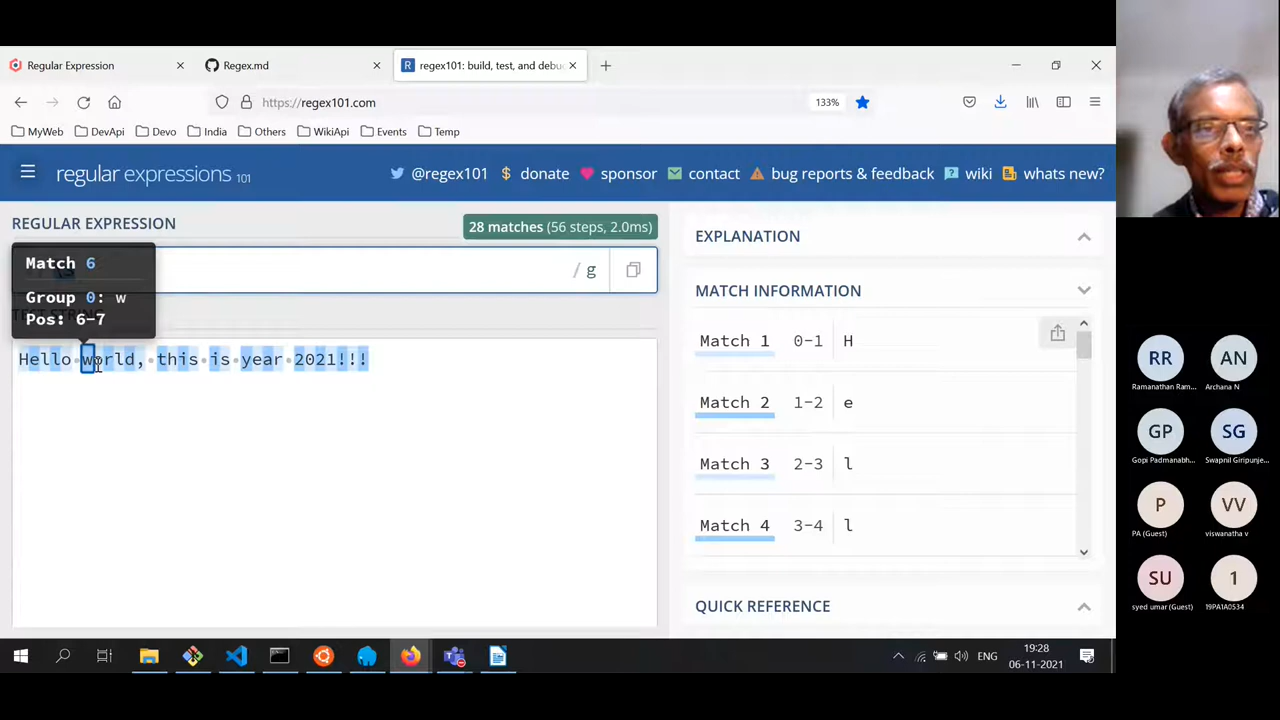 Regular Expression
Regex.md
regex101: build, test, and debu
https://regex101.com
133%
MyWeb
DevApi
Devo
India
Others
WikiApi
Events
Temp
regular expressions 101
@regex101
$ donate
sponsor
contact
bug reports & feedback
wiki
whats new?
REGULAR EXPRESSION
28 matches (56 steps, 2.0ms)
/ g
Match 6
Group 0: w
Pos: 6-7
Hello·world,·this·is·year·2021!!!
EXPLANATION
MATCH INFORMATION
Match 1 0-1 H
Match 2 1-2 e
Match 3 2-3 l
Match 4 3-4 l
QUICK REFERENCE
RR
Ramanathan Ram...
AN
Archana N
GP
Gopi Padmanabh...
SG
Swapnil Giripunje...
P
PA (Guest)
VV
viswanatha v
SU
syed umar (Guest)
1
19PA1A0534
ENG
19:28
06-11-2021